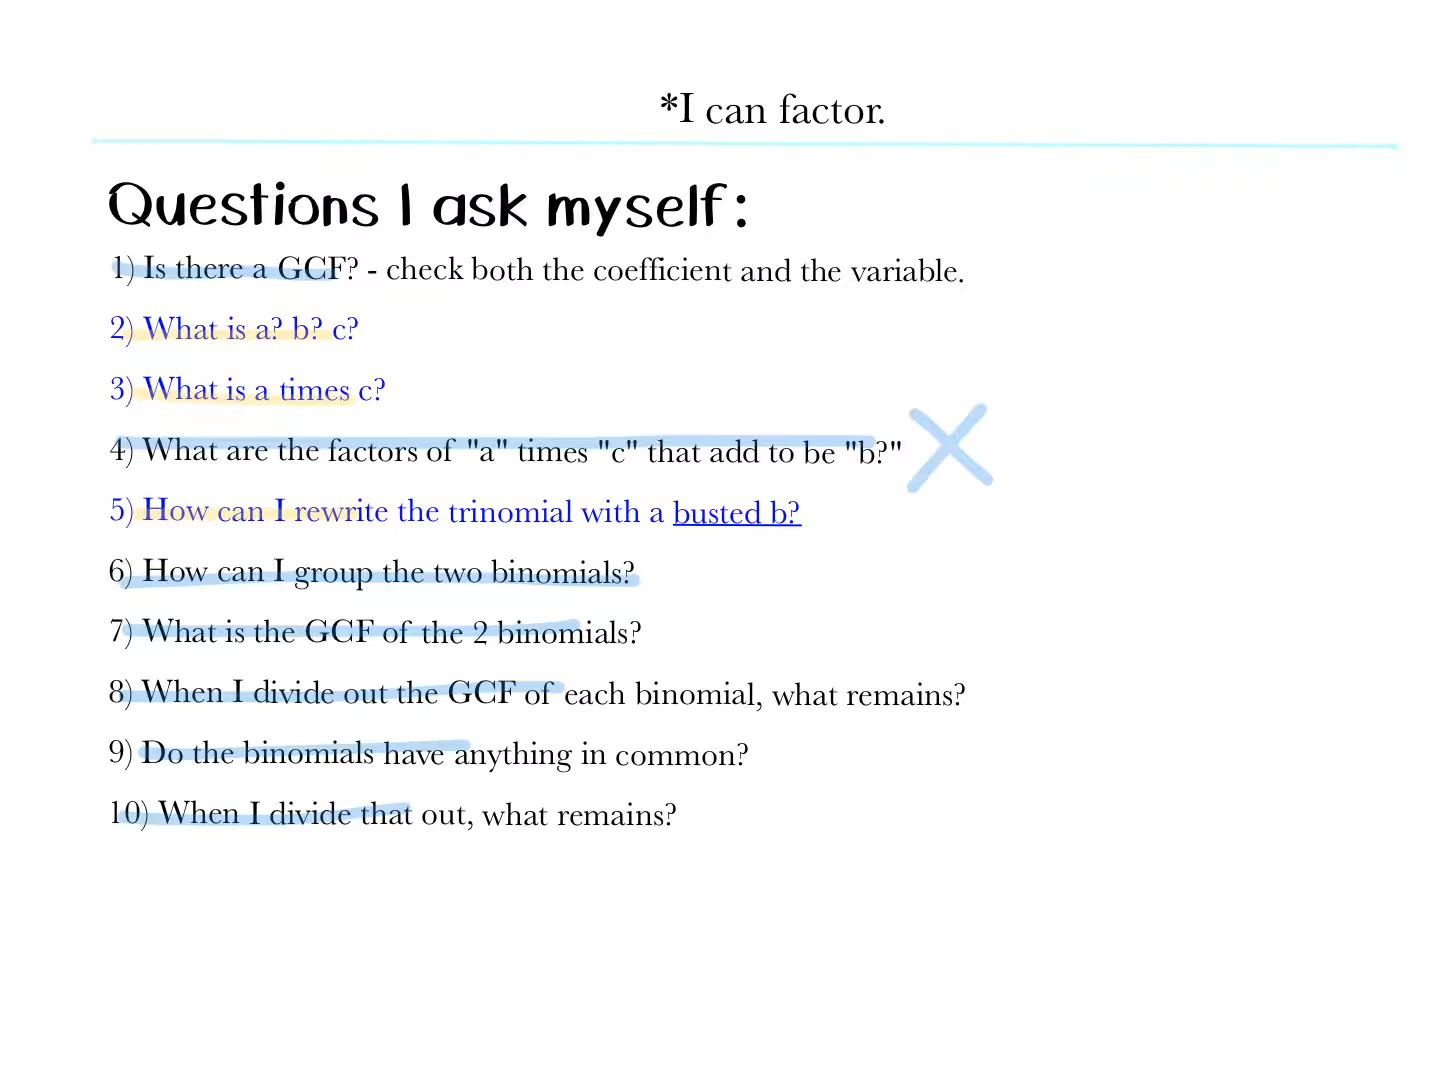 *I can factor.
Questions I ask myself:
1) Is there a GCF? - check both the coefficient and the variable.
2) What is a? b? c?
3) What is a times c?
4) What are the factors of "a" times "c" that add to be "b?"
5) How can I rewrite the trinomial with a busted b?
6) How can I group the two binomials?
7) What is the GCF of the 2 binomials?
8) When I divide out the GCF of each binomial, what remains?
9) Do the binomials have anything in common?
10) When I divide that out, what remains?